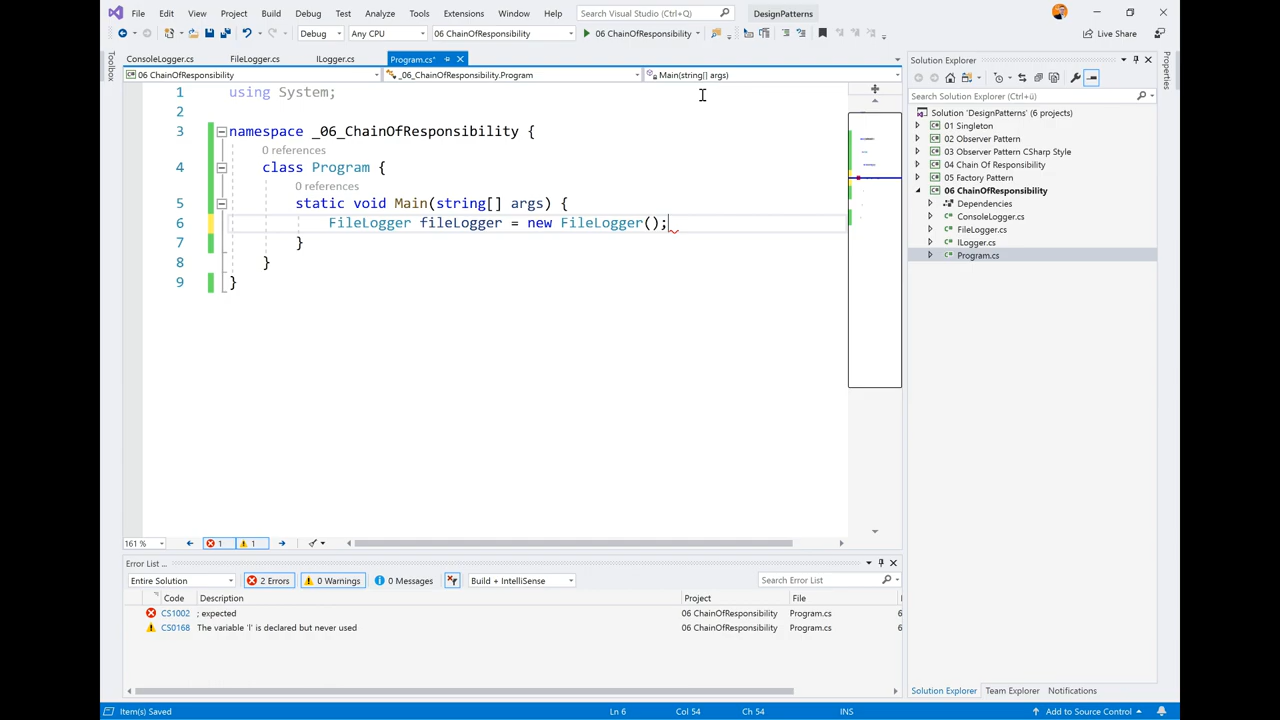 File Edit View Project Build Debug Test Analyze Tools Extensions Window Help Search Visual Studio (Ctrl+Q) DesignPatterns
Debug Any CPU 06 ChainOfResponsibility 06 ChainOfResponsibility Live Share
Toolbox
ConsoleLogger.cs FileLogger.cs ILogger.cs Program.cs*
06 ChainOfResponsibility _06_ChainOfResponsibility.Program Main(string[] args)
1 using System;
2
3 namespace _06_ChainOfResponsibility {
0 references
4 class Program {
0 references
5 static void Main(string[] args) {
6 FileLogger fileLogger = new FileLogger();
7 }
8 }
9 }
161 % 1 1
Error List ...
Entire Solution 2 Errors 0 Warnings 0 Messages Build + IntelliSense Search Error List
Code Description Project File
CS1002 ; expected 06 ChainOfResponsibility Program.cs 6
CS0168 The variable 'l' is declared but never used 06 ChainOfResponsibility Program.cs 6
Solution Explorer
Search Solution Explorer (Ctrl+ü)
Solution 'DesignPatterns' (6 projects)
01 Singleton
02 Observer Pattern
03 Observer Pattern CSharp Style
04 Chain Of Responsibility
05 Factory Pattern
06 ChainOfResponsibility
Dependencies
ConsoleLogger.cs
FileLogger.cs
ILogger.cs
Program.cs
Solution Explorer Team Explorer Notifications
Properties
Item(s) Saved Ln 6 Col 54 Ch 54 INS Add to Source Control